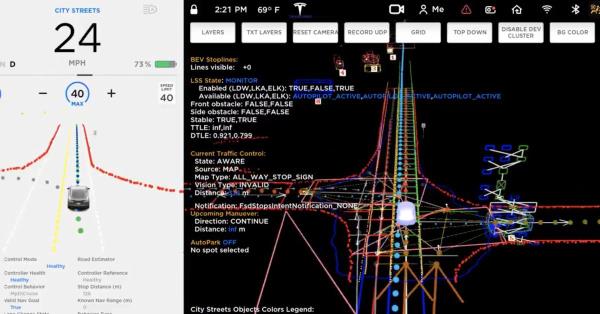 CITY STREETS
24
MPH
D
73 %
40
MAX
+
SPEED
LIMIT
40
Control Mode
Road Estimator
Healthy
Controller Health
Healthy
Controller Reference
Healthy
Control Behavior
MpthCruise
Stop Distance (m)
Valid Nav Goal
True
Known Nav Range (m)
0
2:21 PM 69° F
Me
LAYERS
TXT LAYERS
RESET CAMERA
RECORD UDP
GRID
TOP DOWN
DISABLE DEV
CLUSTER
BG COLOR
BEV Stoplines:
Lines visible: +0
LSS State: MONITOR
Enabled (LDW,LKA,ELK): TRUE,FALSE,TRUE
Available (LDW,LKA,ELK): AUTOPILOT_ACTIVE,AUTOPILOT_ACTIVE,AUTOPILOT_ACTIVE
Front obstacle: FALSE,FALSE
Side obstacle: FALSE,FALSE
Stable: TRUE,TRUE
TTLE: inf,inf
DTLE: 0.921,0.799
Current Traffic Control:
State: AWARE
Source: MAP
Map Type: ALL_WAY_STOP_SIGN
Vision Type: INVALID
Notification: FsdStopsIntentNotification_NONE
Upcoming Manuever:
Direction: CONTINUE
Distance: inf m
AutoPark OFF
No spot selected
City Streets Objects Colors Legend: